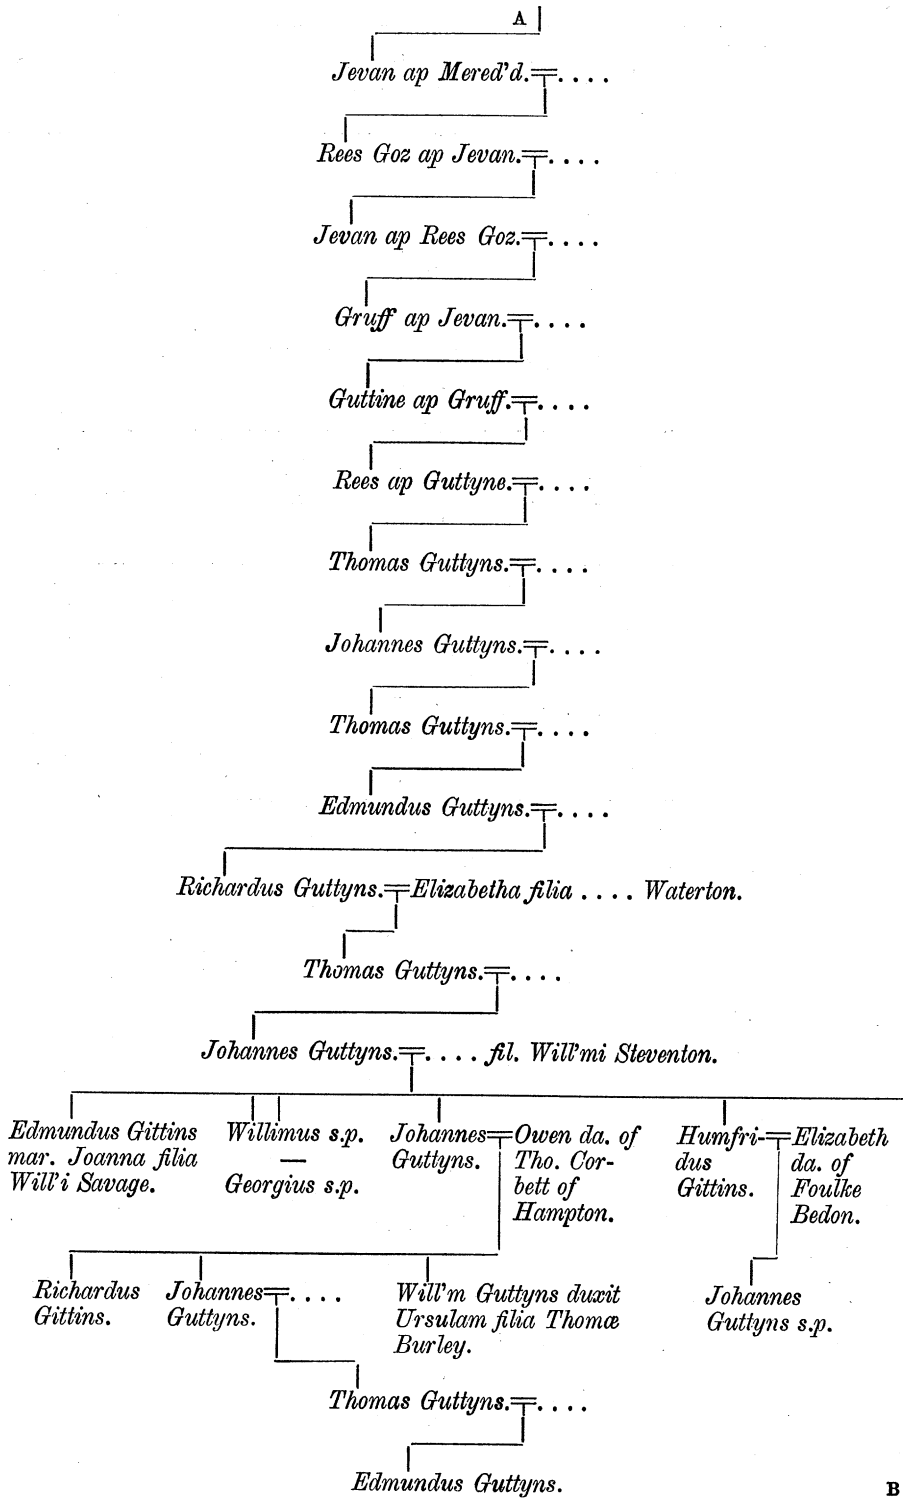 A
Jevan ap Mered'd.=. . . .
Rees Goz ap Jevan.=. . . .
Jevan ap Rees Goz.=. . . .
Gruff ap Jevan.=. . . .
Guttine ap Gruff.=. . . .
Rees ap Guttyne.=. . . .
Thomas Guttyns.=. . . .
Johannes Guttyns.=. . . .
Thomas Guttyns.=. . . .
Edmundus Guttyns.=. . . .
Richardus Guttyns.=Elizabetha filia . . . . Waterton.
Thomas Guttyns.=. . . .
Johannes Guttyns.=. . . . fil. Will'mi Steventon.
Edmundus Gittins
mar. Joanna filia
Will'i Savage.
Willimus s.p.
—
Georgius s.p.
Johannes=
Guttyns.
Owen da. of
Tho. Cor-
bett of
Hampton.
Humfri-=
dus
Gittins.
Elizabeth
da. of
Foulke
Bedon.
Richardus
Gittins.
Johannes=. . . .
Guttyns.
Will'm Guttyns duxit
Ursulam filia Thomæ
Burley.
Johannes
Guttyns s.p.
Thomas Guttyns.=. . . .
Edmundus Guttyns.
B